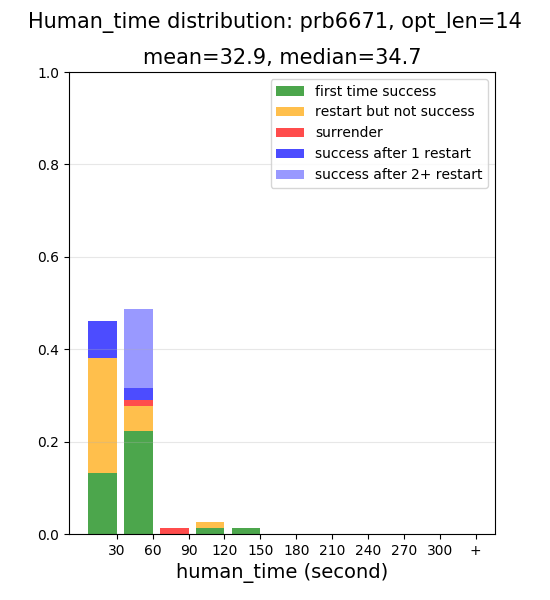 Human_time distribution: prb6671, opt_len=14
mean=32.9, median=34.7
1.0
0.8
0.6
0.4
0.2
0.0
first time success
restart but not success
surrender
success after 1 restart
success after 2+ restart
30 60 90 120 150 180 210 240 270 300 +
human_time (second)